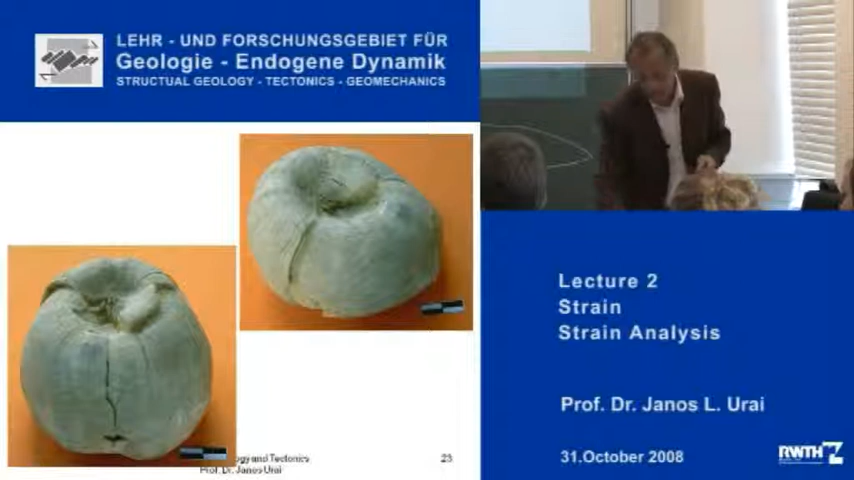 LEHR - UND FORSCHUNGSGEBIET FÜR
Geologie - Endogene Dynamik
STRUCTURAL GEOLOGY - TECTONICS - GEOMECHANICS
and Tectonics
Prof. Dr. Janos Urai
23
Lecture 2
Strain
Strain Analysis
Prof. Dr. Janos L. Urai
31.October 2008
RWTH